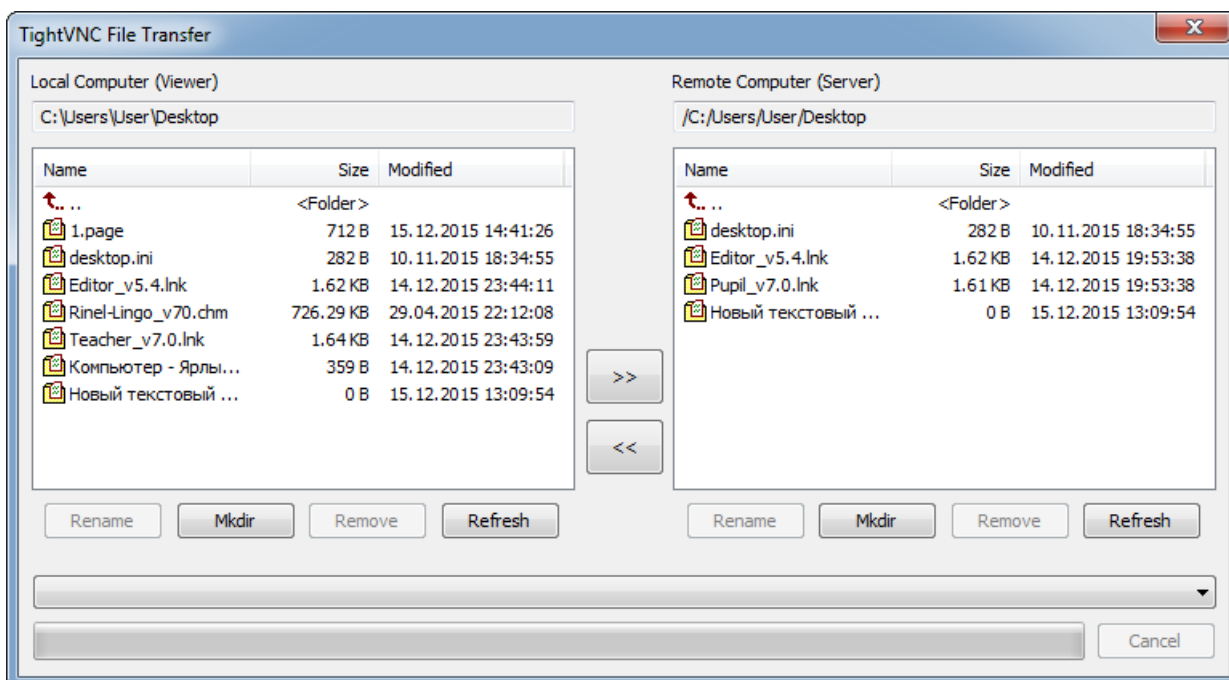 TightVNC File Transfer
Local Computer (Viewer) Remote Computer (Server)
C:\Users\User\Desktop /C:/Users/User/Desktop
Name Size Modified Name Size Modified
.. <Folder> .. <Folder>
1.page 712 B 15.12.2015 14:41:26 desktop.ini 282 B 10.11.2015 18:34:55
desktop.ini 282 B 10.11.2015 18:34:55 Editor_v5.4.lnk 1.62 KB 14.12.2015 19:53:38
Editor_v5.4.lnk 1.62 KB 14.12.2015 23:44:11 Pupil_v7.0.lnk 1.61 KB 14.12.2015 19:53:38
Rinel-Lingo_v70.chm 726.29 KB 29.04.2015 22:12:08 Новый текстовый ... 0 B 15.12.2015 13:09:54
Teacher_v7.0.lnk 1.64 KB 14.12.2015 23:43:59
Компьютер - Ярлы... 359 B 14.12.2015 23:43:09
>>
Новый текстовый ... 0 B 15.12.2015 13:09:54
<<
Rename Mkdir Remove Refresh Rename Mkdir Remove Refresh
Cancel